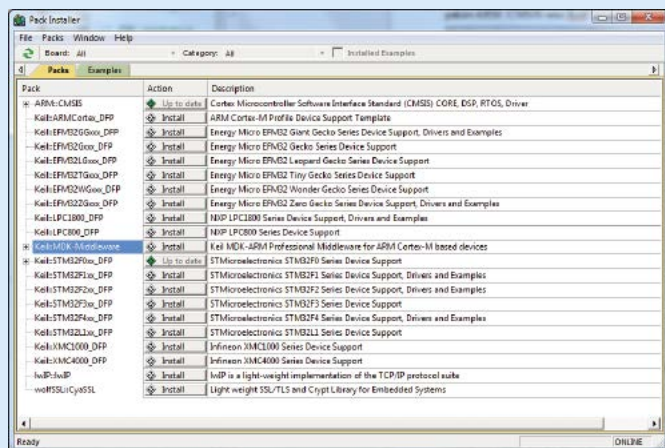 Pack Installer
File Packs Window Help
Board: All Category: All Installed Examples
Packs Examples
Pack Action Description
ARM::CMSIS Up to date Cortex Microcontroller Software Interface Standard (CMSIS) CORE, DSP, RTOS, Driver
Keil::ARMCortex_DFP Install ARM Cortex-M Profile Device Support Template
Keil::EFM32GGxxx_DFP Install Energy Micro EFM32 Giant Gecko Series Device Support, Drivers and Examples
Keil::EFM32Gxxx_DFP Install Energy Micro EFM32 Gecko Series Device Support
Keil::EFM32LGxxx_DFP Install Energy Micro EFM32 Leopard Gecko Series Device Support
Keil::EFM32TGxxx_DFP Install Energy Micro EFM32 Tiny Gecko Series Device Support
Keil::EFM32WGxxx_DFP Install Energy Micro EFM32 Wonder Gecko Series Device Support
Keil::EFM32ZGxxx_DFP Install Energy Micro EFM32 Zero Gecko Series Device Support, Drivers and Examples
Keil::LPC1800_DFP Install NXP LPC1800 Series Device Support, Drivers and Examples
Keil::LPC800_DFP Install NXP LPC800 Series Device Support
Keil::MDK-Middleware Install Keil MDK-ARM Professional Middleware for ARM Cortex-M based devices
Keil::STM32F0xx_DFP Up to date STMicroelectronics STM32F0 Series Device Support
Keil::STM32F1xx_DFP Install STMicroelectronics STM32F1 Series Device Support, Drivers and Examples
Keil::STM32F2xx_DFP Install STMicroelectronics STM32F2 Series Device Support, Drivers and Examples
Keil::STM32F3xx_DFP Install STMicroelectronics STM32F3 Series Device Support
Keil::STM32F4xx_DFP Install STMicroelectronics STM32F4 Series Device Support, Drivers and Examples
Keil::STM32L1xx_DFP Install STMicroelectronics STM32L1 Series Device Support
Keil::XMC1000_DFP Install Infineon XMC1000 Series Device Support
Keil::XMC4000_DFP Install Infineon XMC4000 Series Device Support
lwIP::lwIP Install lwIP is a light-weight implementation of the TCP/IP protocol suite
wolfSSL::CyaSSL Install Light weight SSL/TLS and Crypt Library for Embedded Systems
Ready ONLINE